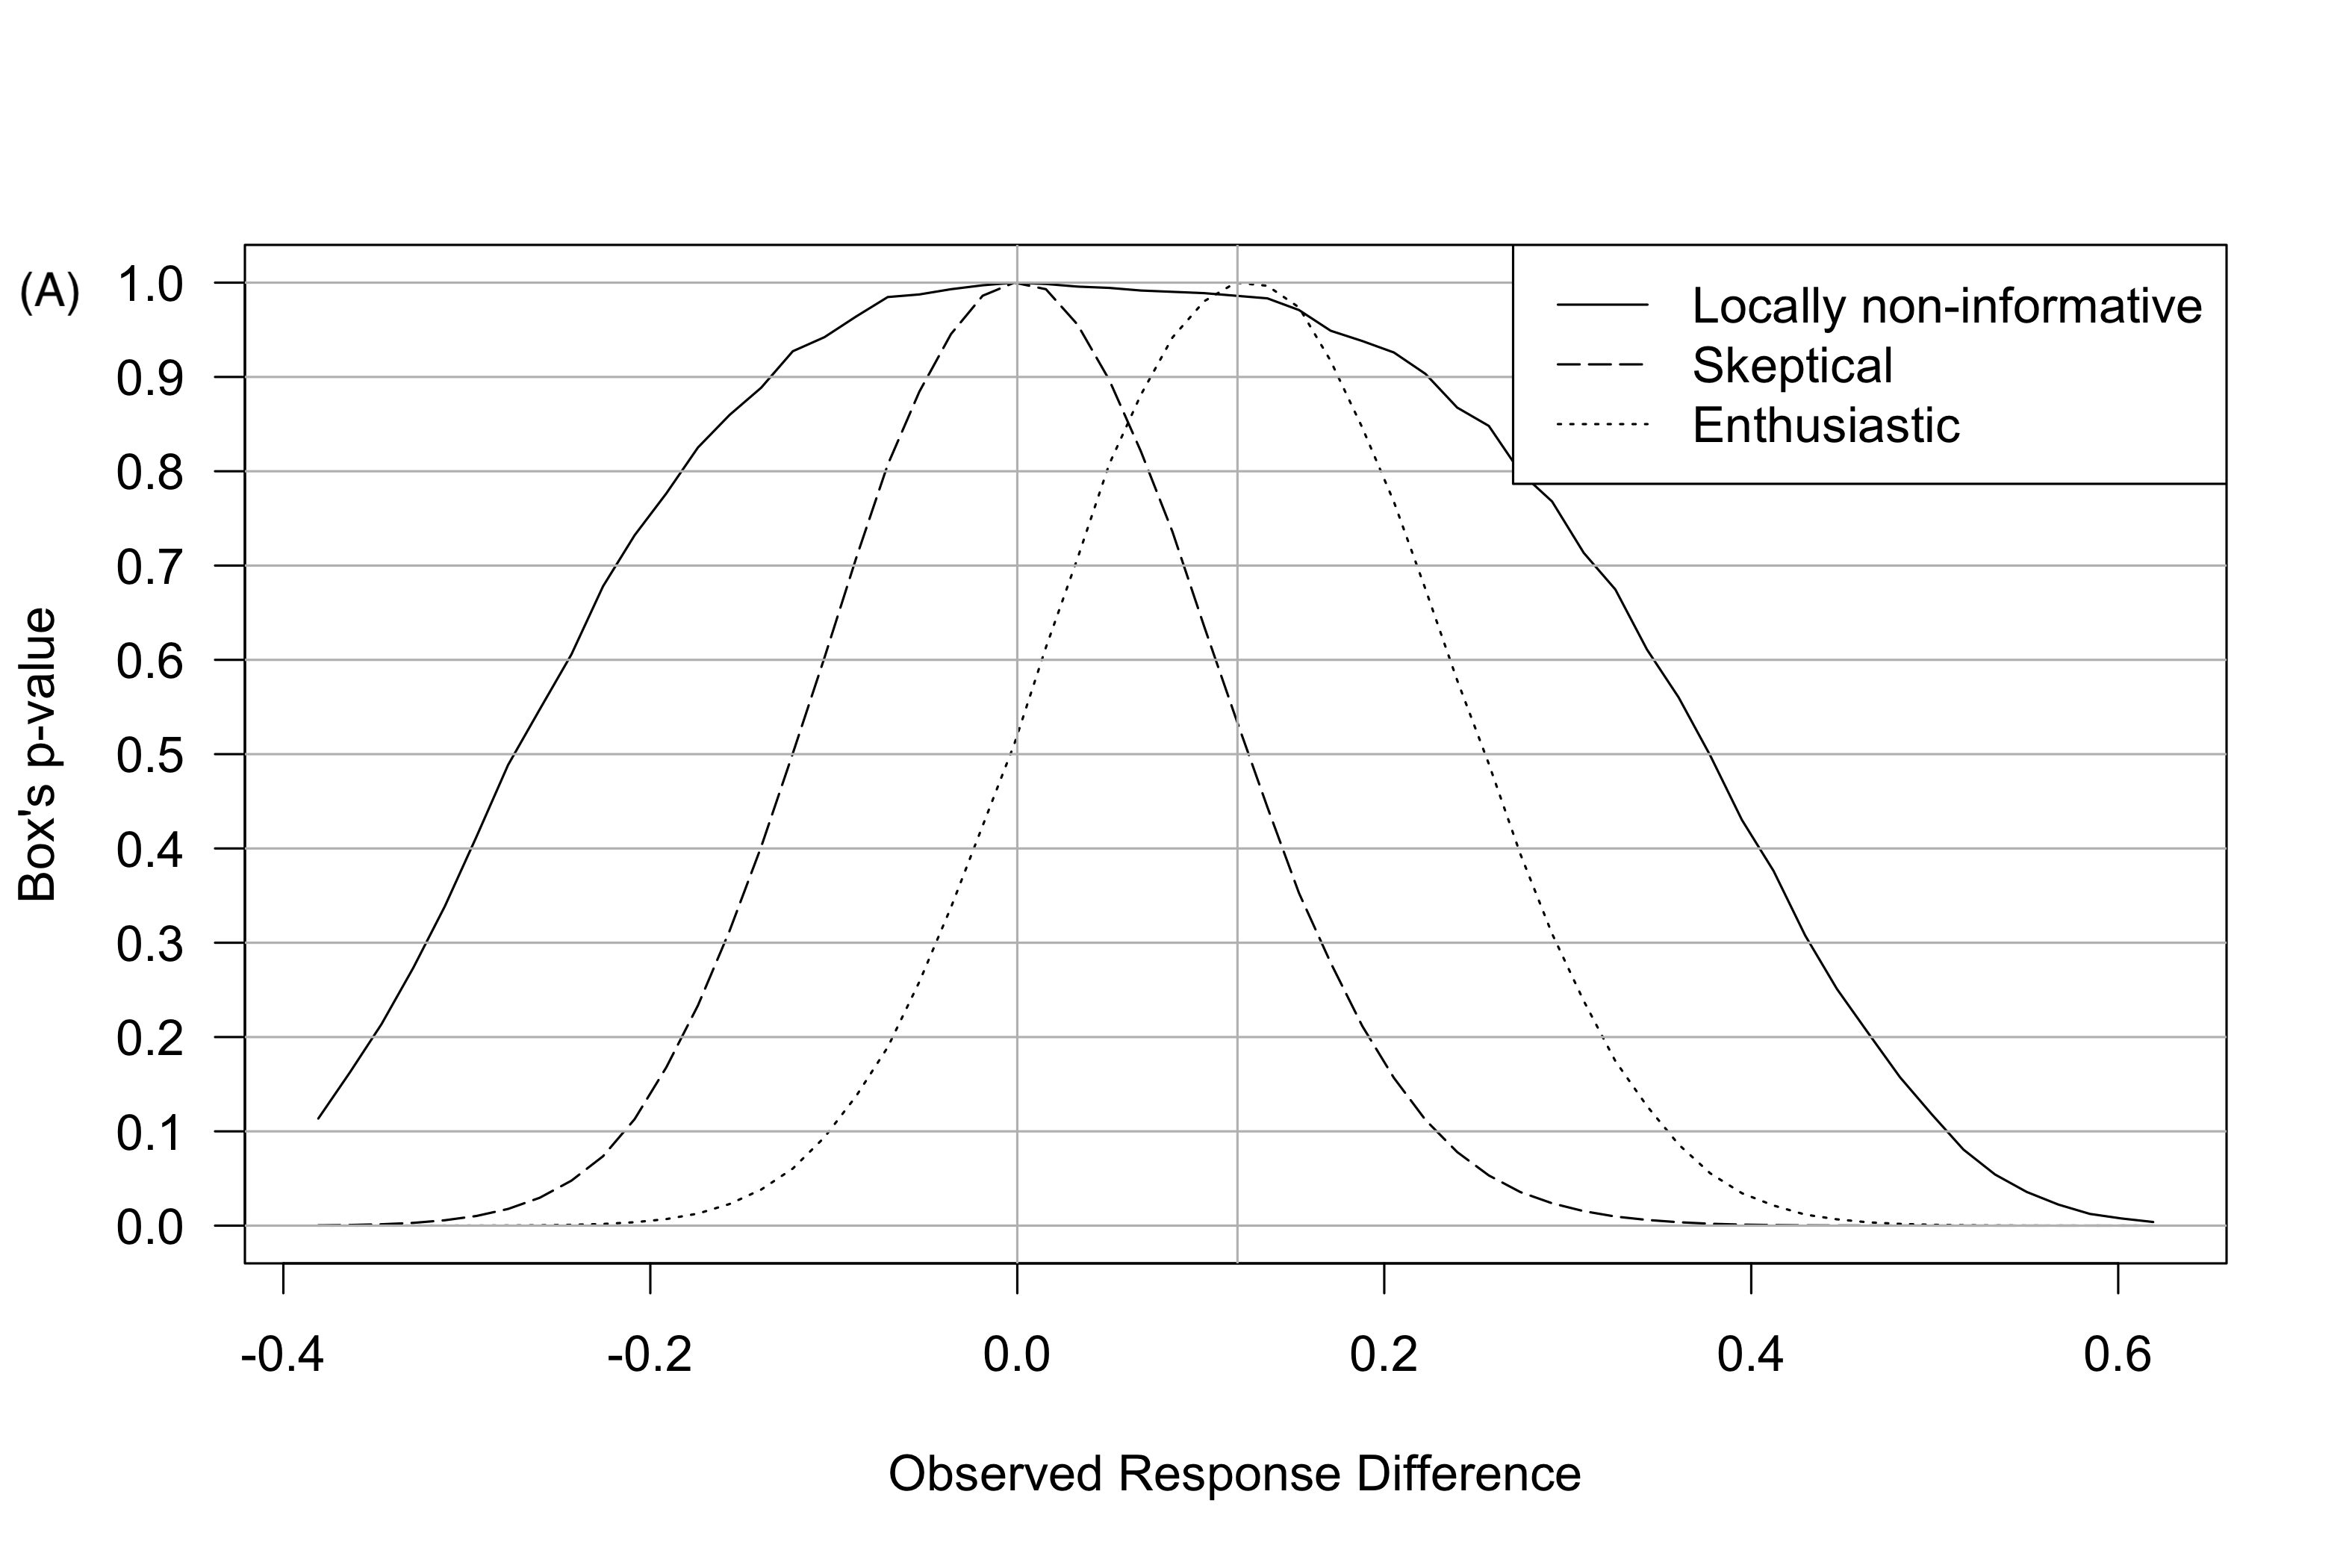 (A)
Box's p-value
1.0
0.9
0.8
0.7
0.6
0.5
0.4
0.3
0.2
0.1
0.0
Locally non-informative
Skeptical
Enthusiastic
-0.4 -0.2 0.0 0.2 0.4 0.6
Observed Response Difference